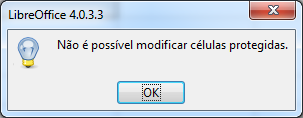 LibreOffice 4.0.3.3
Não é possível modificar células protegidas.
OK